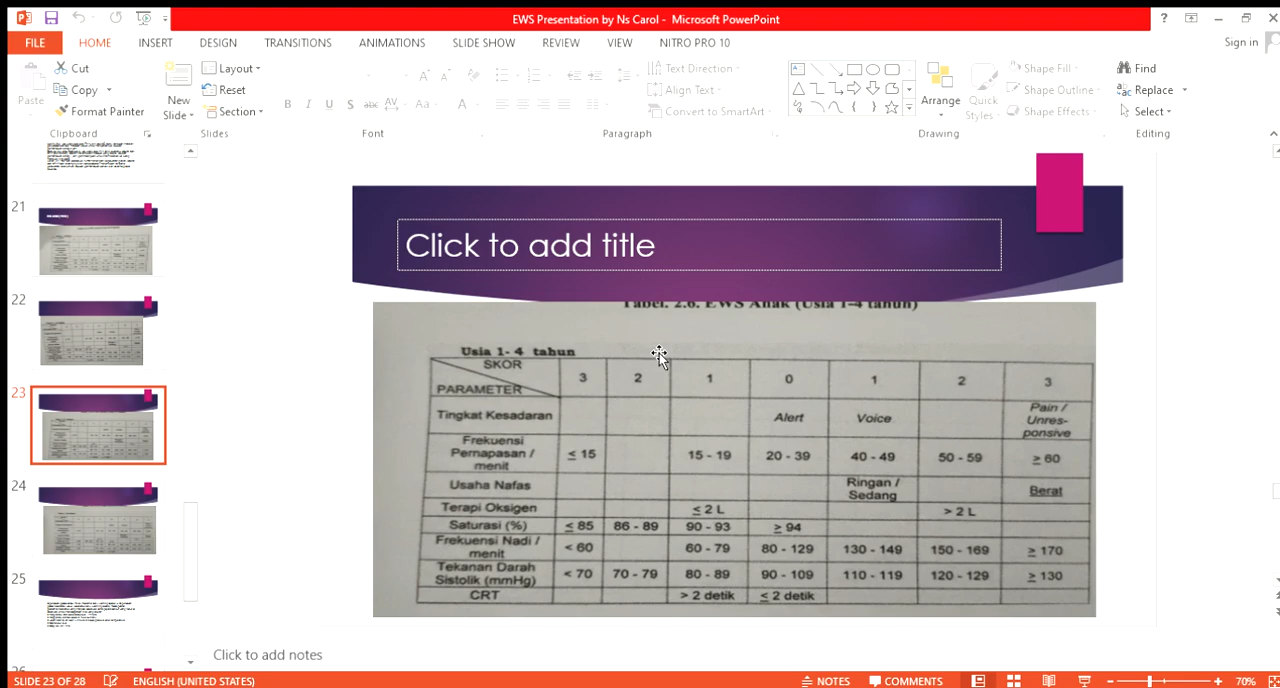 EWS Presentation by Ns Carol - Microsoft PowerPoint
FILE HOME INSERT DESIGN TRANSITIONS ANIMATIONS SLIDE SHOW REVIEW VIEW NITRO PRO 10 Sign in
Paste
Cut
Copy
Format Painter
Clipboard
New Slide
Layout
Reset
Section
Slides
B I U S abc AV Aa A
Font
Text Direction
Align Text
Convert to SmartArt
Paragraph
Arrange
Quick Styles
Shape Fill
Shape Outline
Shape Effects
Drawing
Find
Replace
Select
Editing
21
22
23
24
25
Click to add title
Tabel. 2.6. EWS Anak (Usia 1-4 tahun)
Usia 1- 4 tahun
SKOR
PARAMETER 3 2 1 0 1 2 3
Tingkat Kesadaran Alert Voice Pain / Unres- ponsive
Frekuensi Pernapasan / menit ≤ 15 15 - 19 20 - 39 40 - 49 50 - 59 ≥ 60
Usaha Nafas Ringan / Sedang Berat
Terapi Oksigen ≤ 2 L > 2 L
Saturasi (%) ≤ 85 86 - 89 90 - 93 ≥ 94
Frekuensi Nadi / menit < 60 60 - 79 80 - 129 130 - 149 150 - 169 ≥ 170
Tekanan Darah Sistolik (mmHg) < 70 70 - 79 80 - 89 90 - 109 110 - 119 120 - 129 ≥ 130
CRT > 2 detik ≤ 2 detik
Click to add notes
SLIDE 23 OF 28 ENGLISH (UNITED STATES) NOTES COMMENTS 70%